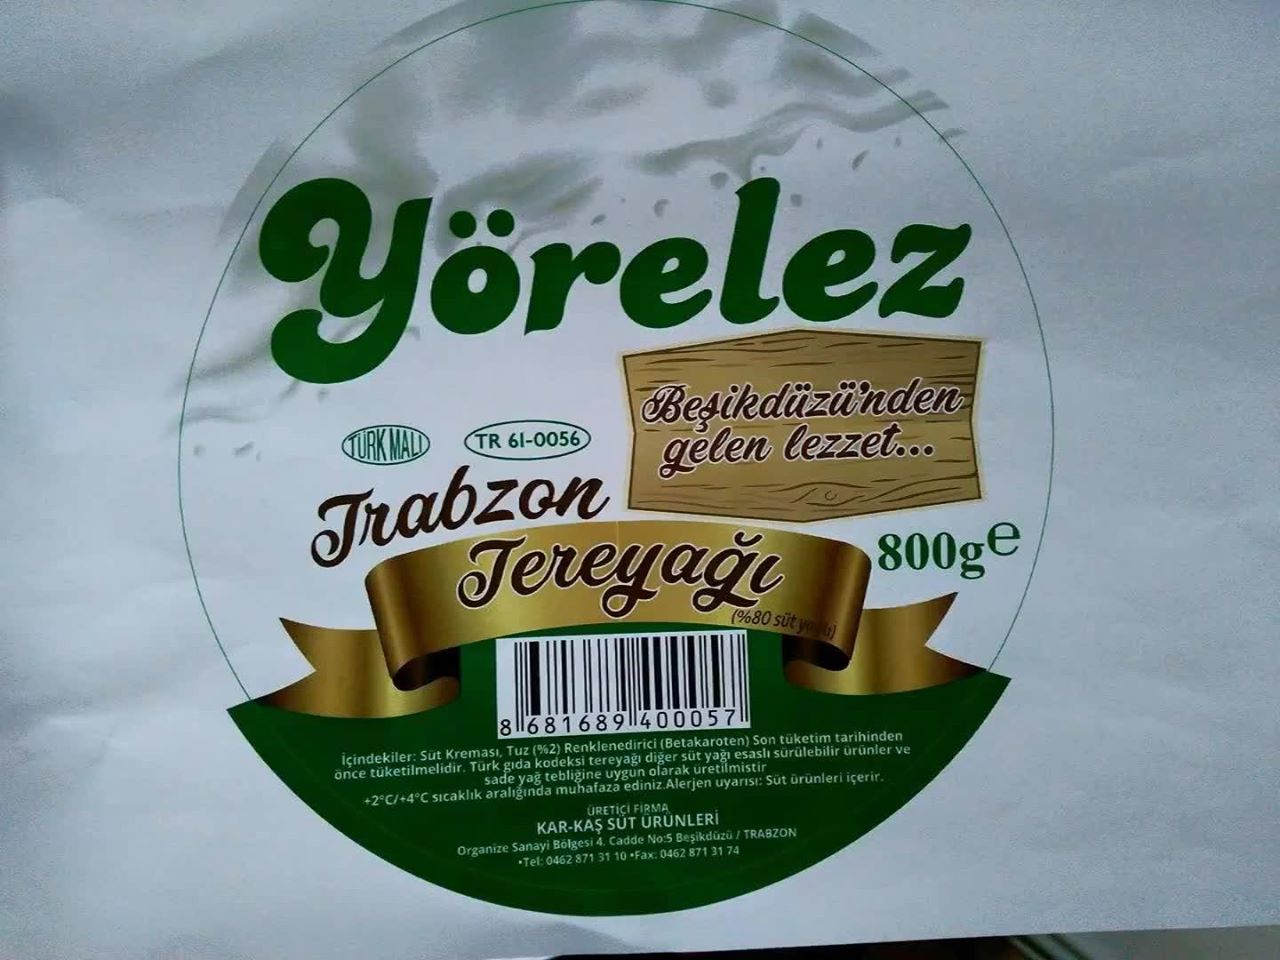 Yörelez
Beşikdüzü'nden
gelen lezzet...
TÜRK MALI
TR 61-0056
Trabzon
Tereyağı
800g e
(%80 süt yağlı)
8 681689 400057
İçindekiler: Süt Kreması, Tuz (%2) Renklendirici (Betakaroten) Son tüketim tarihinden
önce tüketilmelidir. Türk gıda kodeksi tereyağı diğer süt yağı esaslı sürülebilir ürünler ve
sade yağ tebliğine uygun olarak üretilmistir
+2°C/+4°C sıcaklık aralığında muhafaza ediniz.Alerjen uyarısı: Süt ürünleri içerir.
ÜRETİÇİ FİRMA
KAR-KAŞ SÜT ÜRÜNLERİ
Organize Sanayi Bölgesi 4. Cadde No:5 Beşikdüzü / TRABZON
•Tel: 0462 871 31 10 •Fax: 0462 871 31 74